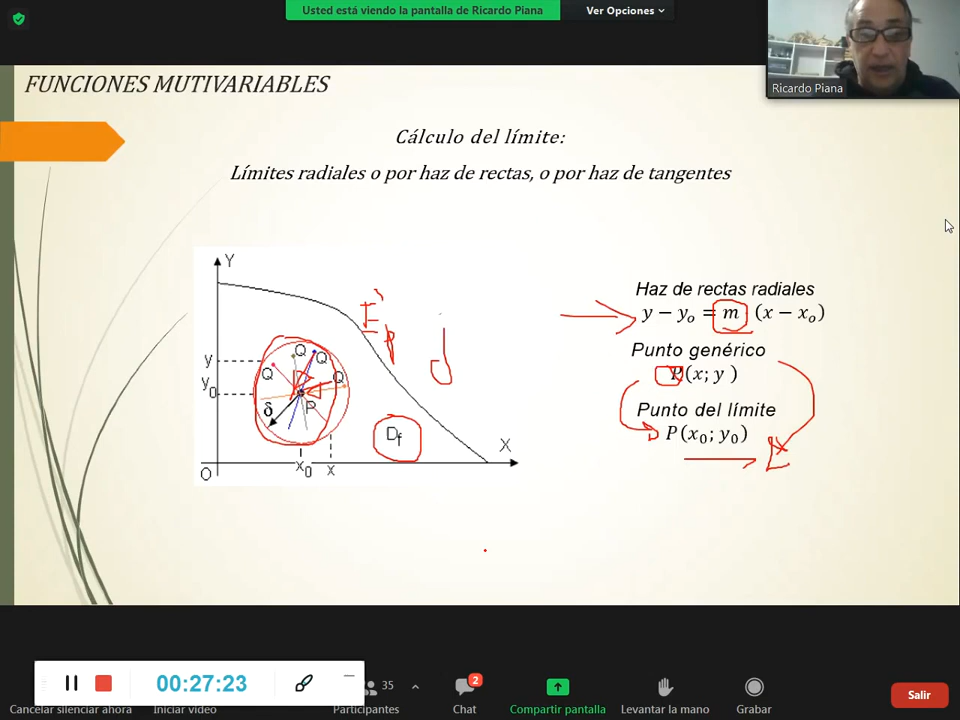 Usted está viendo la pantalla de Ricardo Piana
Ver Opciones
Ricardo Piana
FUNCIONES MUTIVARIABLES
Cálculo del límite:
Límites radiales o por haz de rectas, o por haz de tangentes
Haz de rectas radiales
y − y₀ = m (x − x₀)
Punto genérico
P(x; y )
Punto del límite
P(x₀; y₀)
Y
Q
Q
Q
Q
y
y₀
P
δ
Df
X
O
x₀
x
00:27:23
35
2
Cancelar silenciar ahora
Iniciar video
Participantes
Chat
Compartir pantalla
Levantar la mano
Grabar
Salir